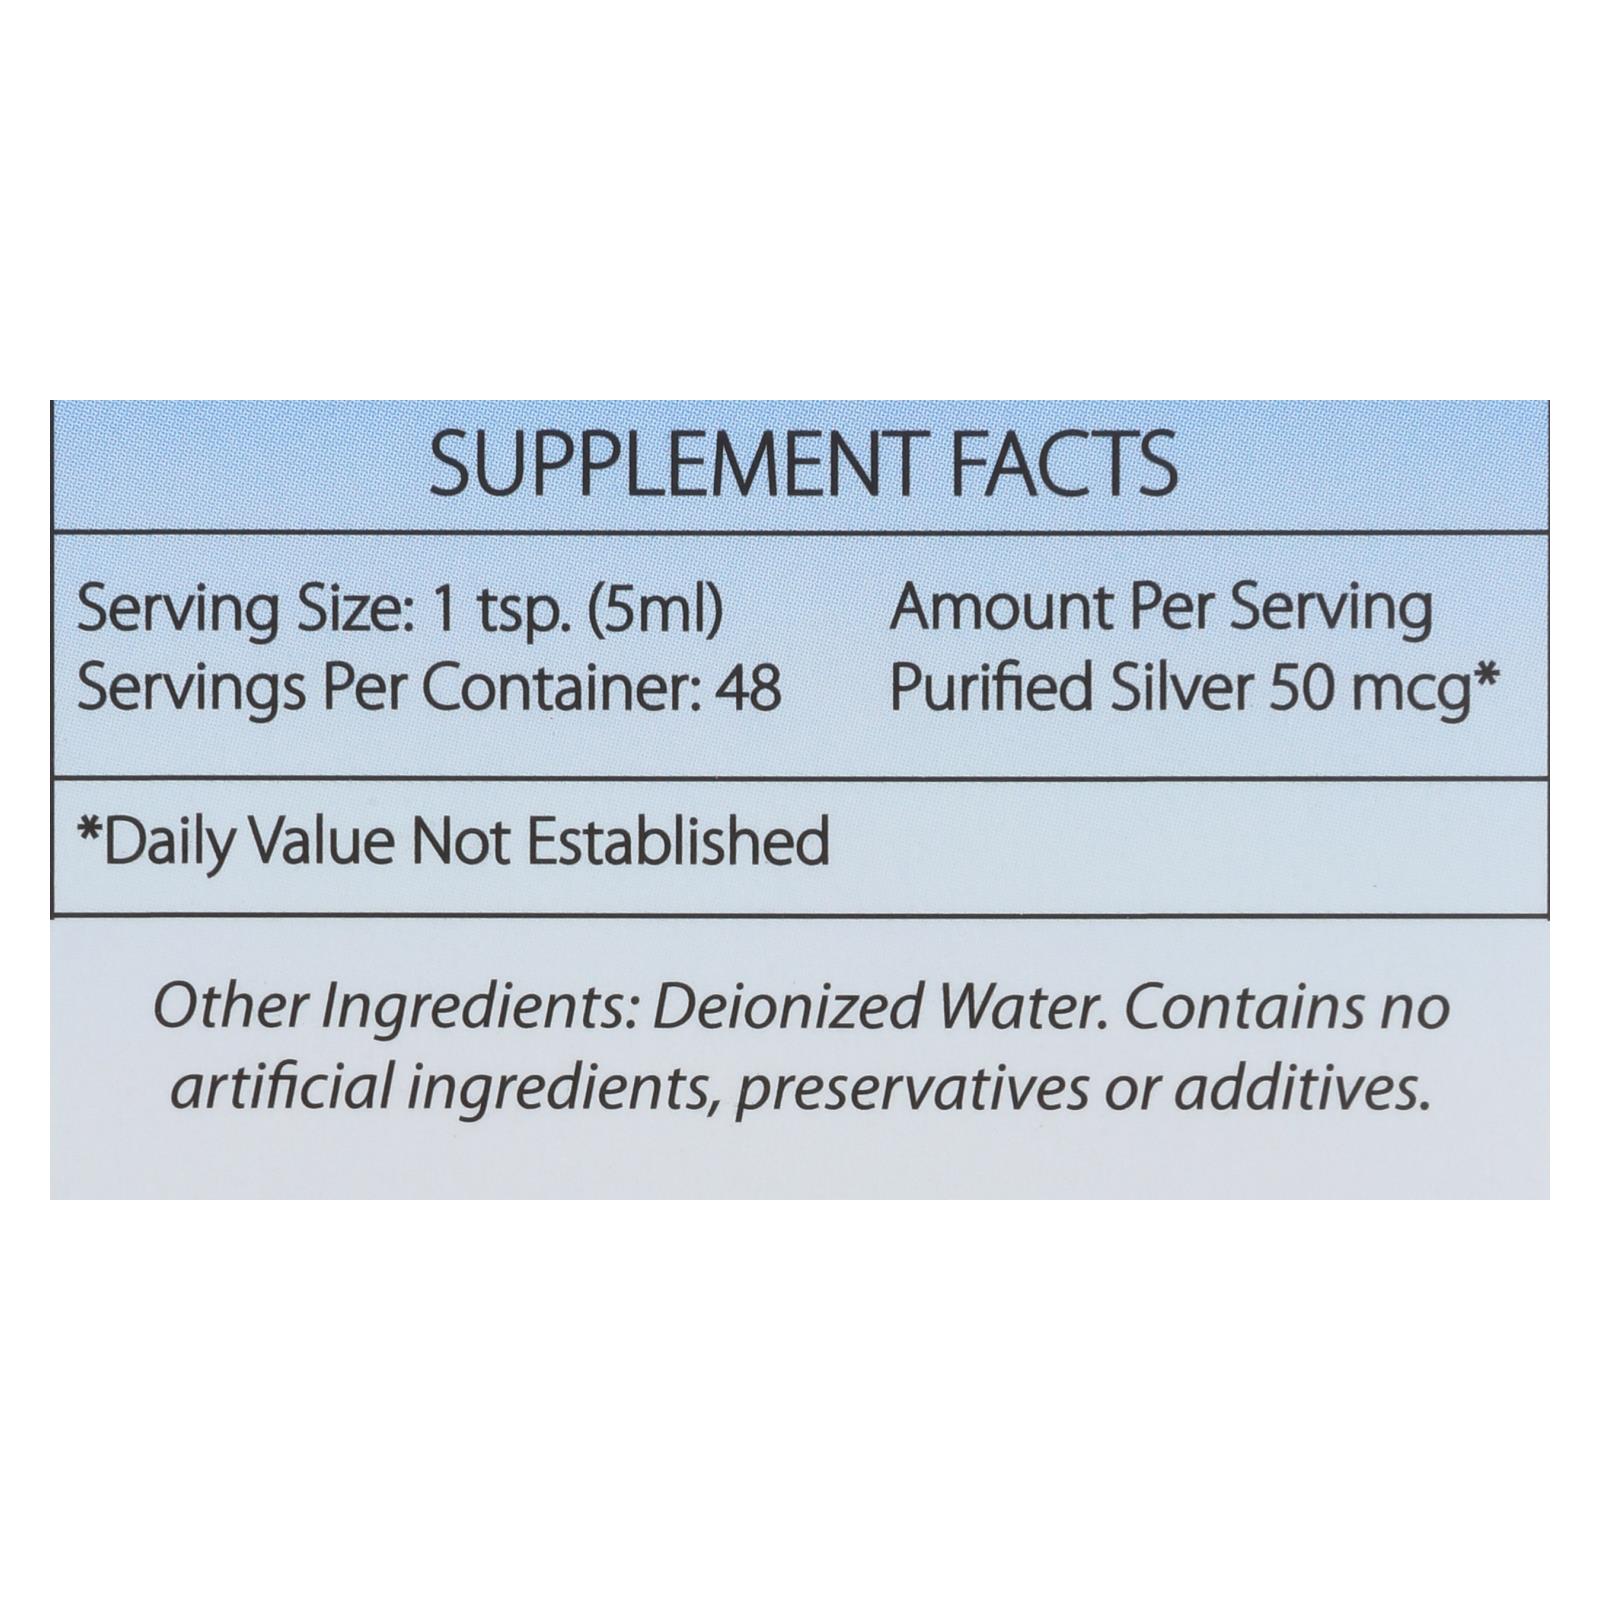 SUPPLEMENT FACTS
Serving Size: 1 tsp. (5ml)
Servings Per Container: 48
Amount Per Serving
Purified Silver 50 mcg*
*Daily Value Not Established
Other Ingredients: Deionized Water. Contains no
artificial ingredients, preservatives or additives.